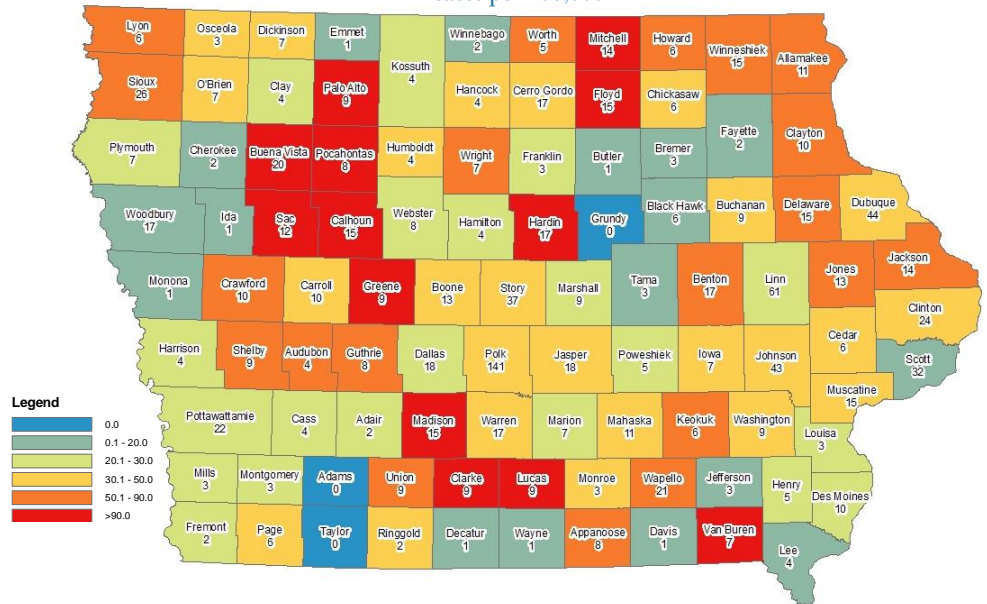 Lyon
6
Osceola
3
Dickinson
7
Emmet
1
Kossuth
4
Winnebago
2
Worth
5
Mitchell
14
Howard
6
Winneshiek
15
Allamakee
11
Sioux
26
O'Brien
7
Clay
4
Palo Alto
9
Hancock
4
Cerro Gordo
17
Floyd
15
Chickasaw
6
Fayette
2
Clayton
10
Plymouth
7
Cherokee
2
Buena Vista
20
Pocahontas
8
Humboldt
4
Wright
7
Franklin
3
Butler
1
Bremer
3
Woodbury
17
Ida
1
Sac
12
Calhoun
15
Webster
8
Hamilton
4
Hardin
17
Grundy
0
Black Hawk
6
Buchanan
9
Delaware
15
Dubuque
44
Monona
1
Crawford
10
Carroll
10
Greene
9
Boone
13
Story
37
Marshall
9
Tama
3
Benton
17
Linn
61
Jones
13
Jackson
14
Clinton
24
Harrison
4
Shelby
9
Audubon
4
Guthrie
8
Dallas
18
Polk
141
Jasper
18
Poweshiek
5
Iowa
7
Johnson
43
Cedar
6
Scott
32
Muscatine
15
Pottawattamie
22
Cass
4
Adair
2
Madison
15
Warren
17
Marion
7
Mahaska
11
Keokuk
6
Washington
9
Louisa
3
Mills
3
Montgomery
3
Adams
0
Union
9
Clarke
9
Lucas
9
Monroe
3
Wapello
21
Jefferson
3
Henry
5
Des Moines
10
Fremont
2
Page
6
Taylor
0
Ringgold
2
Decatur
1
Wayne
1
Appanoose
8
Davis
1
Van Buren
7
Lee
4
Legend
0.0
0.1 - 20.0
20.1 - 30.0
30.1 - 50.0
50.1 - 90.0
>90.0